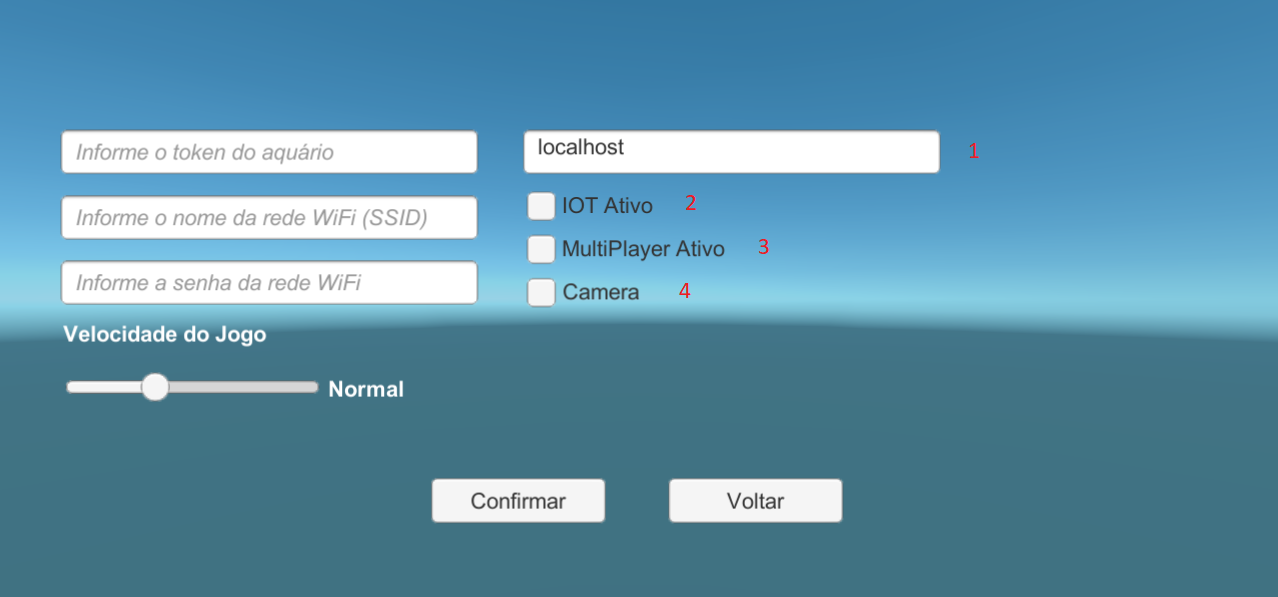 Informe o token do aquário
localhost
1
Informe o nome da rede WiFi (SSID)
IOT Ativo
2
MultiPlayer Ativo
3
Informe a senha da rede WiFi
Camera
4
Velocidade do Jogo
Normal
Confirmar
Voltar